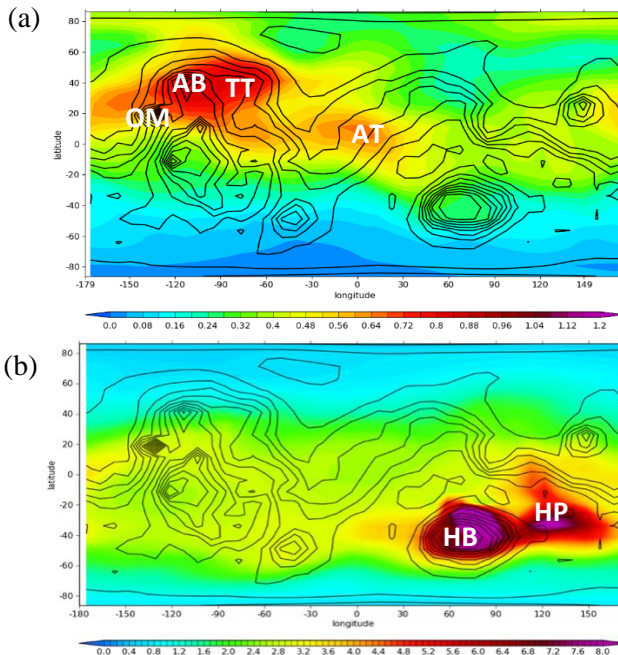 (a)
80
60
40
20
0
-20
-40
-60
-80
latitude
AB
TT
OM
AT
-179 -150 -120 -90 -60 -30 0 30 60 90 120 149
longitude
0.0 0.08 0.16 0.24 0.32 0.4 0.48 0.56 0.64 0.72 0.8 0.88 0.96 1.04 1.12 1.2
(b)
80
60
40
20
0
-20
-40
-60
-80
latitude
HP
HB
-180 -150 -120 -90 -60 -30 0 30 60 90 120 150
longitude
0.0 0.4 0.8 1.2 1.6 2.0 2.4 2.8 3.2 3.6 4.0 4.4 4.8 5.2 5.6 6.0 6.4 6.8 7.2 7.6 8.0